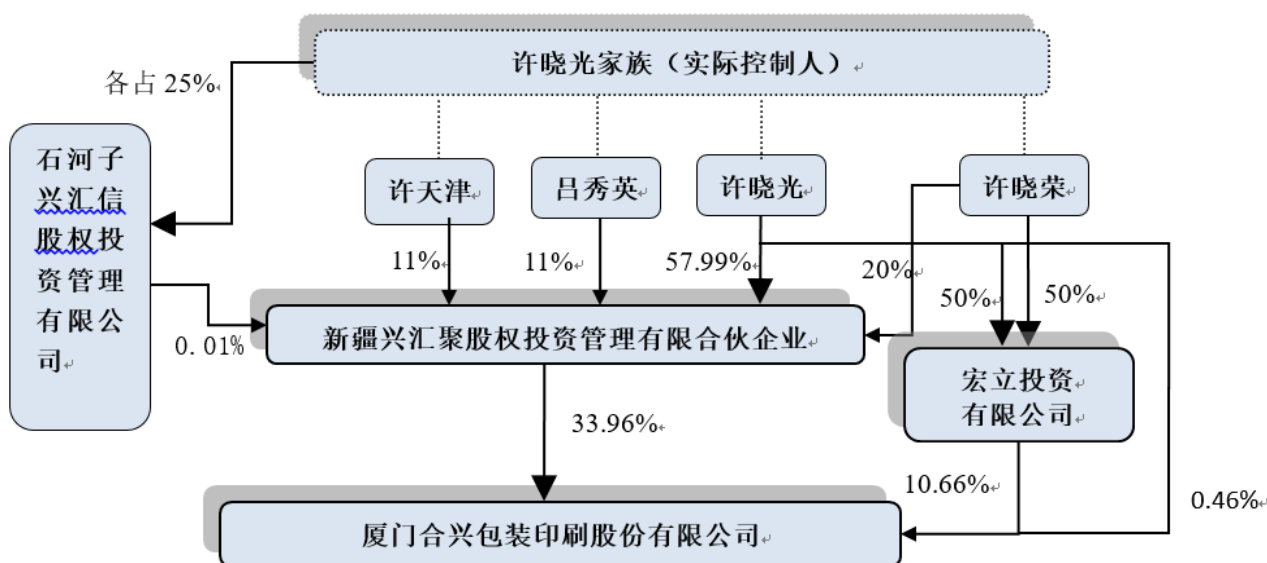 许晓光家族（实际控制人）
各占 25%
石河子
兴汇信
股权投
资管理
有限公
司
许天津
吕秀英
许晓光
许晓荣
11%
11%
57.99%
20%
50%
50%
0.01%
新疆兴汇聚股权投资管理有限合伙企业
宏立投资
有限公司
33.96%
10.66%
0.46%
厦门合兴包装印刷股份有限公司